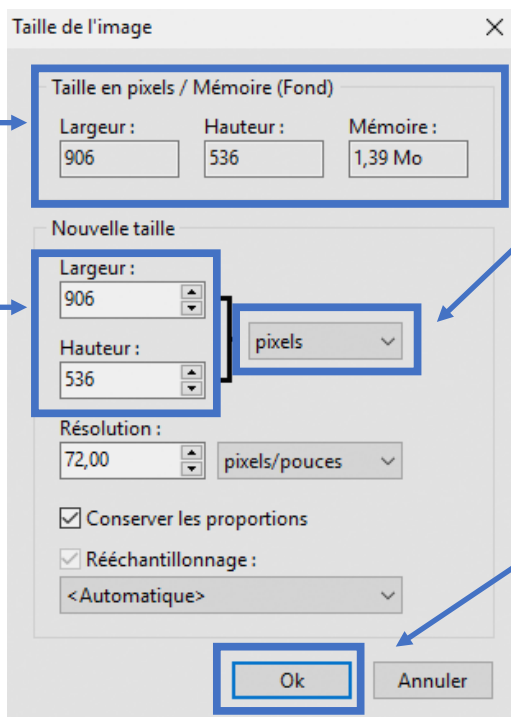 Taille de l'image
Taille en pixels / Mémoire (Fond)
Largeur : Hauteur : Mémoire :
906 536 1,39 Mo
Nouvelle taille
Largeur :
906
pixels
Hauteur :
536
Résolution :
72,00 pixels/pouces
Conserver les proportions
Rééchantillonnage :
<Automatique>
Ok Annuler